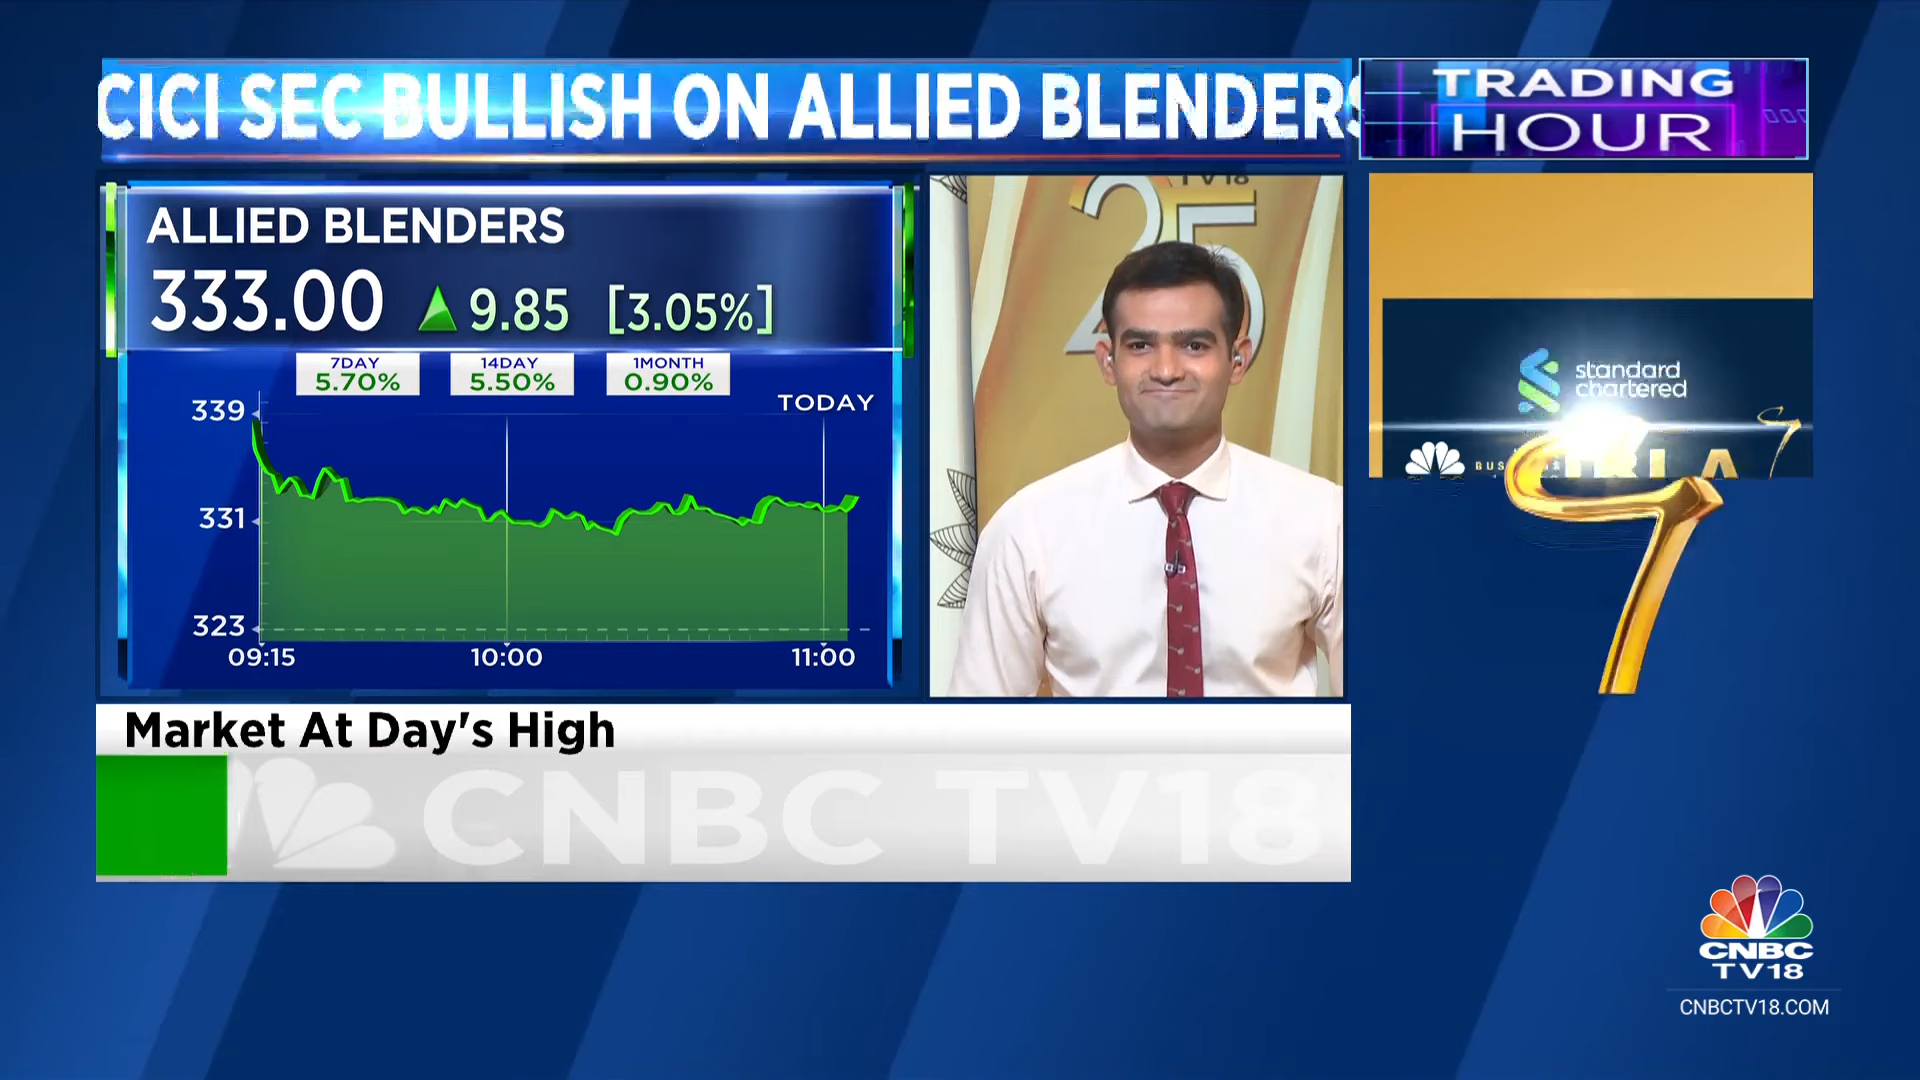 CICI SEC BULLISH ON ALLIED BLENDERS
TRADING
HOUR
ALLIED BLENDERS
333.00 ▲ 9.85 [3.05%]
7DAY
5.70%
14DAY
5.50%
1MONTH
0.90%
TODAY
339
331
323
09:15 10:00 11:00
TV18
25
standard
chartered
Market At Day's High
CNBC TV18
CNBC
TV18
CNBCTV18.COM